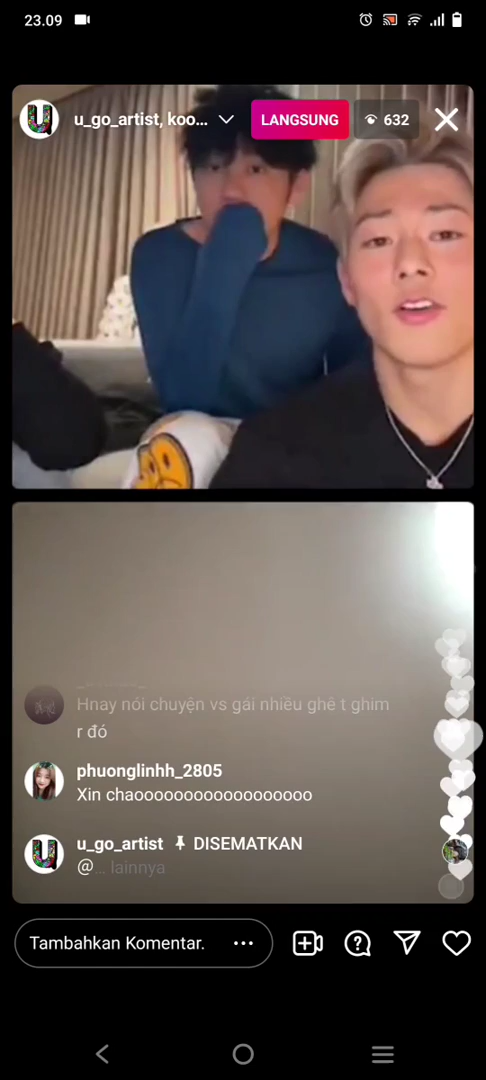 23.09
u_go_artist, koo...
LANGSUNG
632
Hnay nói chuyện vs gái nhiều ghê t ghim
r đó
phuonglinhh_2805
Xin chaooooooooooooooooooo
u_go_artist DISEMATKAN
@... lainnya
Tambahkan Komentar.